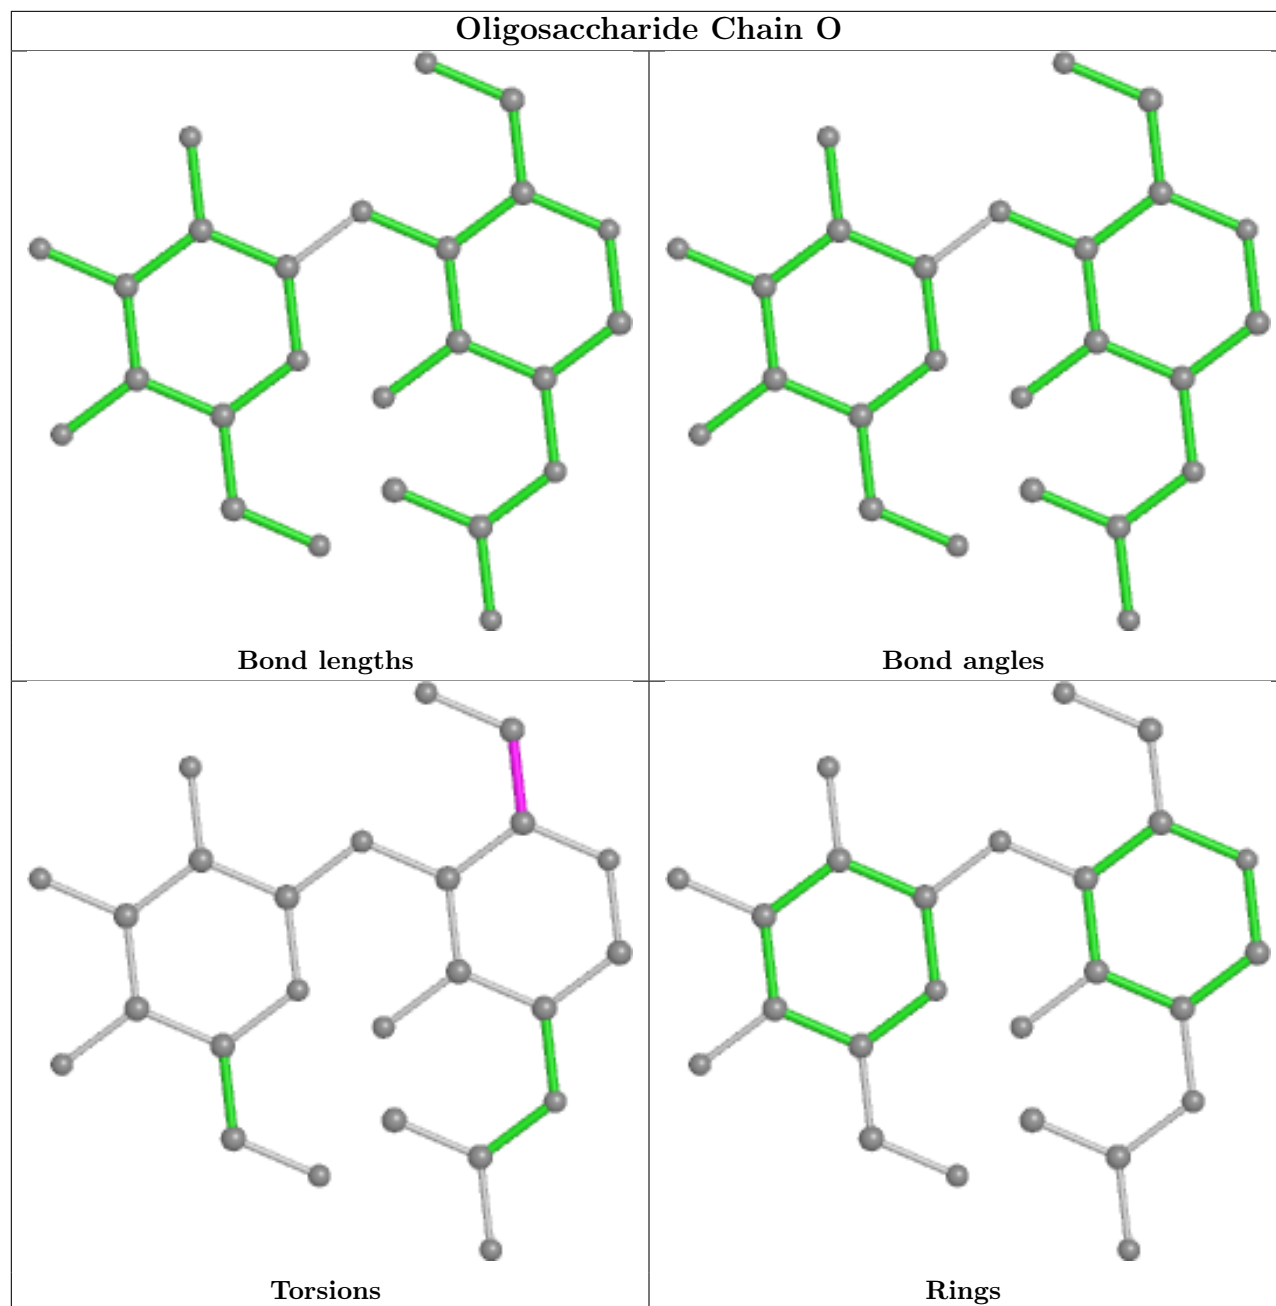 Oligosaccharide Chain O
Bond lengths
Bond angles
Torsions
Rings